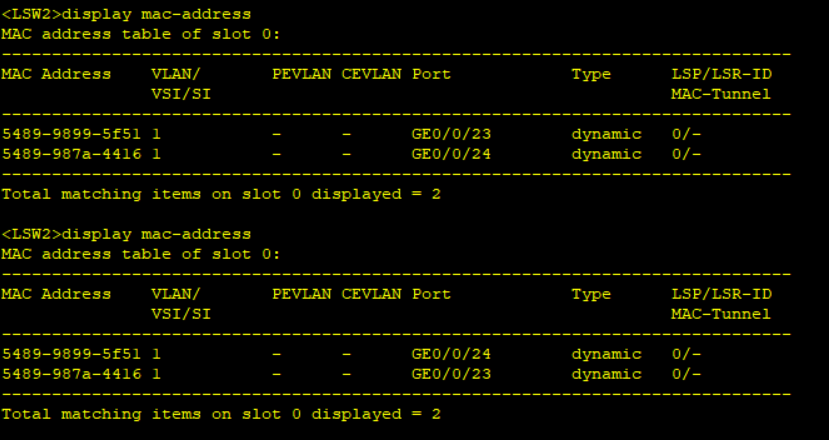 <LSW2>display mac-address
MAC address table of slot 0:
-------------------------------------------------------------------------------
MAC Address    VLAN/       PEVLAN CEVLAN Port            Type      LSP/LSR-ID
               VSI/SI                                              MAC-Tunnel
-------------------------------------------------------------------------------
5489-9899-5f51 1           -      -      GE0/0/23        dynamic   0/-
5489-987a-4416 1           -      -      GE0/0/24        dynamic   0/-
-------------------------------------------------------------------------------
Total matching items on slot 0 displayed = 2

<LSW2>display mac-address
MAC address table of slot 0:
-------------------------------------------------------------------------------
MAC Address    VLAN/       PEVLAN CEVLAN Port            Type      LSP/LSR-ID
               VSI/SI                                              MAC-Tunnel
-------------------------------------------------------------------------------
5489-9899-5f51 1           -      -      GE0/0/24        dynamic   0/-
5489-987a-4416 1           -      -      GE0/0/23        dynamic   0/-
-------------------------------------------------------------------------------
Total matching items on slot 0 displayed = 2